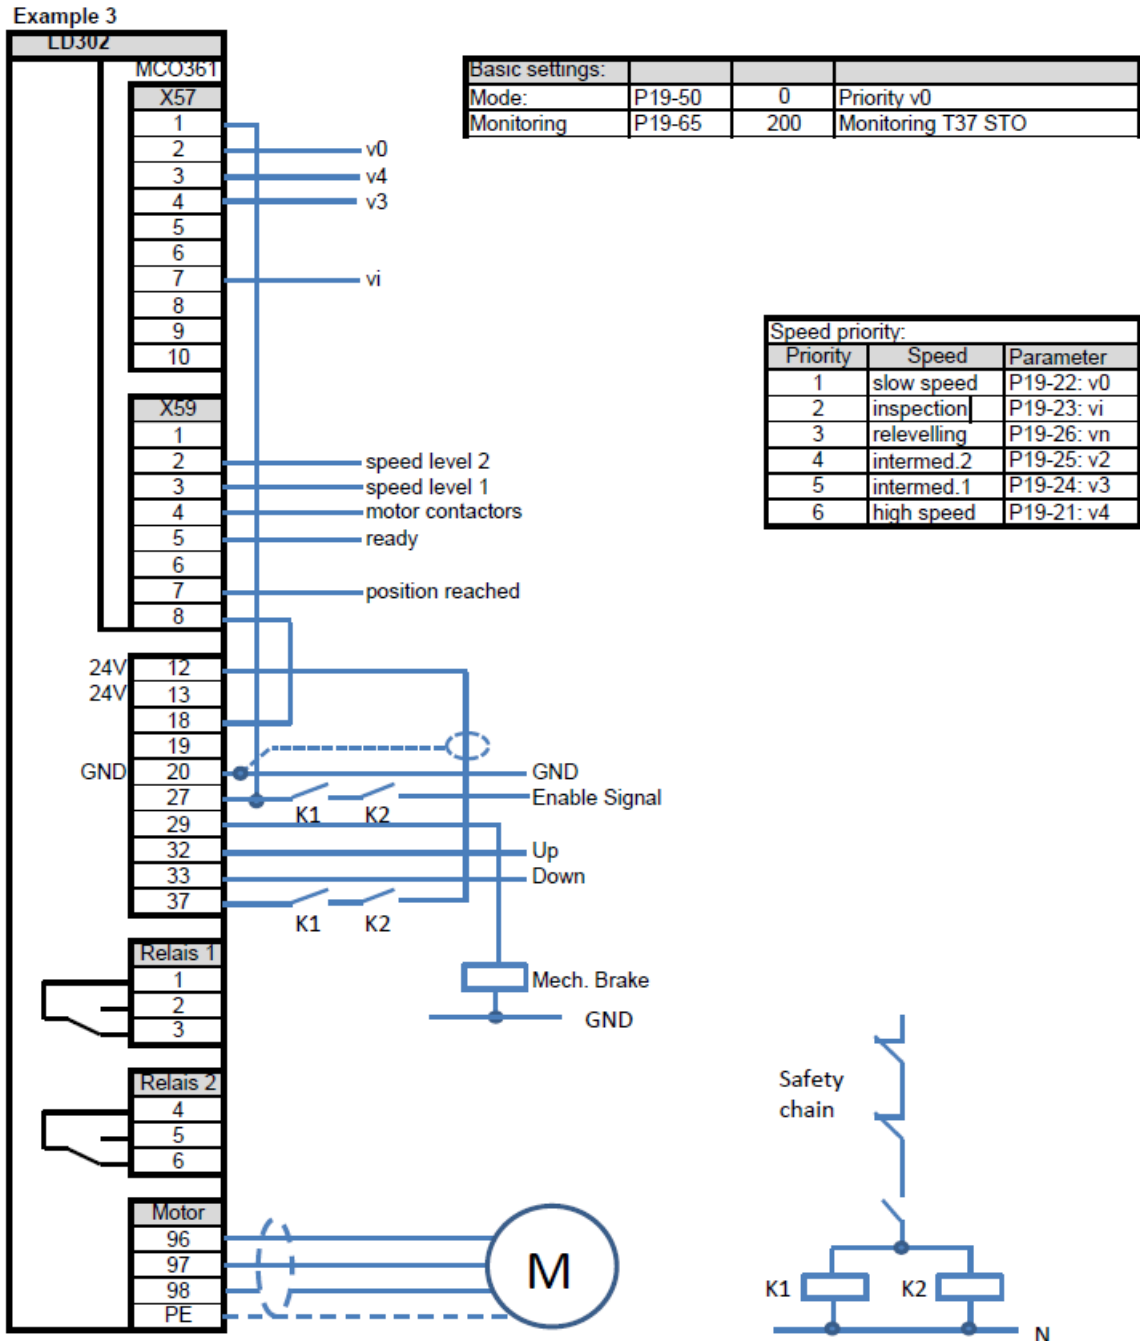 Example 3
LD302
MCO361
X57
1
2 v0
3 v4
4 v3
5
6
7 vi
8
9
10
X59
1
2 speed level 2
3 speed level 1
4 motor contactors
5 ready
6
7 position reached
8
24V 12
24V 13
18
19
GND 20 GND
27 K1 K2 Enable Signal
29
32 Up
33 Down
37 K1 K2
Relais 1
1
2
3
Mech. Brake
GND
Relais 2
4
5
6
Motor
96
97
98
PE
M
Basic settings:
Mode: P19-50 0 Priority v0
Monitoring P19-65 200 Monitoring T37 STO
Speed priority:
Priority Speed Parameter
1 slow speed P19-22: v0
2 inspection P19-23: vi
3 relevelling P19-26: vn
4 intermed.2 P19-25: v2
5 intermed.1 P19-24: v3
6 high speed P19-21: v4
Safety
chain
K1 K2
N